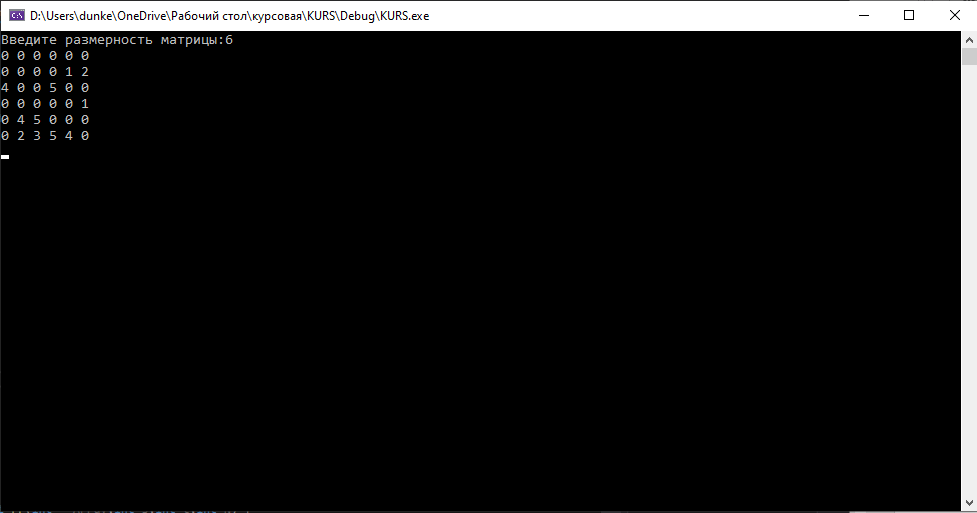 D:\Users\dunke\OneDrive\Рабочий стол\курсовая\KURS\Debug\KURS.exe
Введите размерность матрицы:6
0 0 0 0 0 0
0 0 0 0 1 2
4 0 0 5 0 0
0 0 0 0 0 1
0 4 5 0 0 0
0 2 3 5 4 0